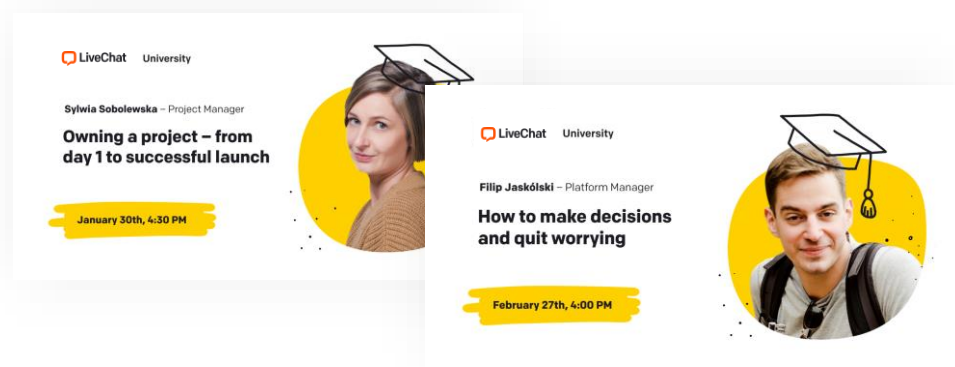 LiveChat University
Sylwia Sobolewska – Project Manager
Owning a project – from
day 1 to successful launch
January 30th, 4:30 PM
LiveChat University
Filip Jaskólski – Platform Manager
How to make decisions
and quit worrying
February 27th, 4:00 PM